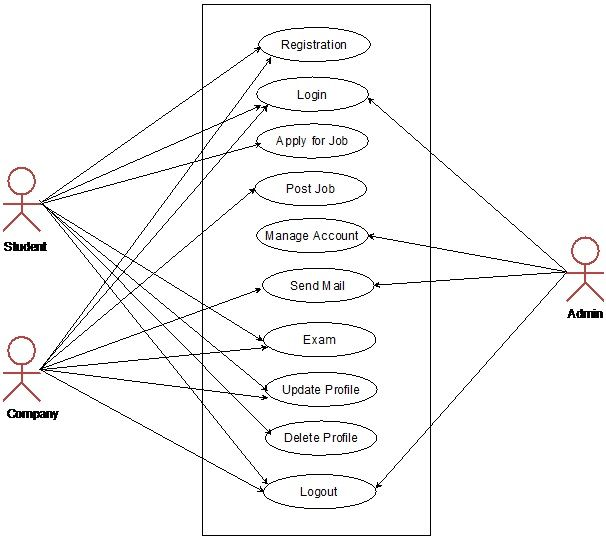 Registration
Login
Apply for Job
Post Job
Student
Manage Account
Send Mail
Admin
Exam
Update Profile
Company
Delete Profile
Logout